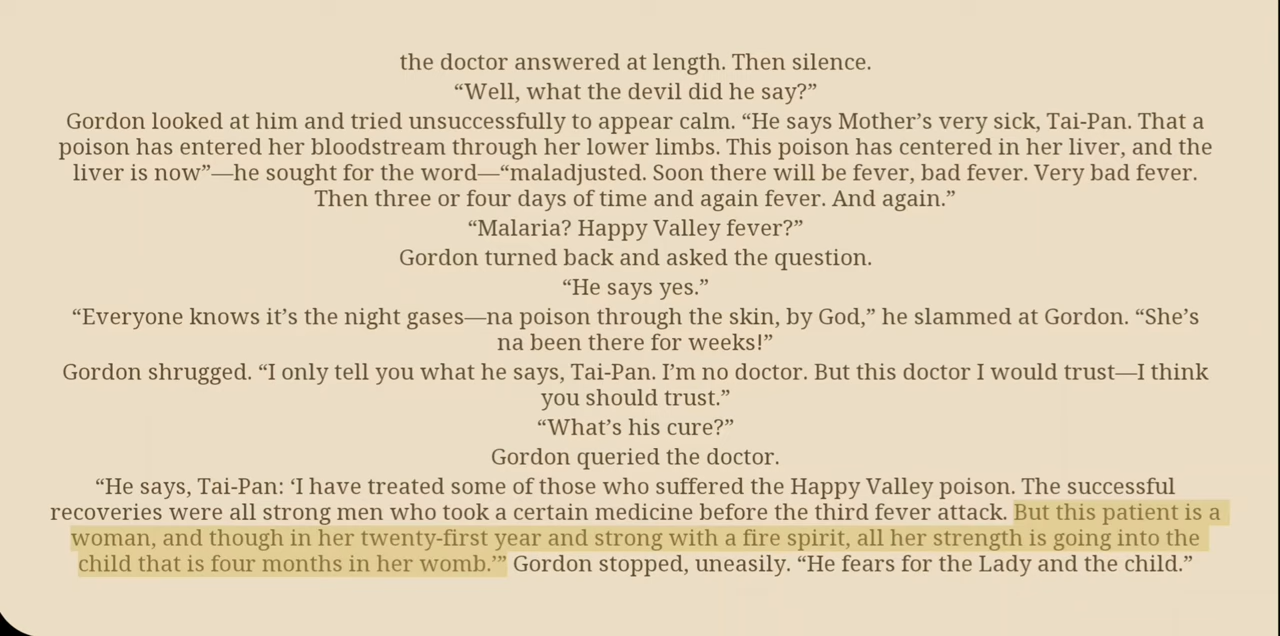 the doctor answered at length. Then silence.
“Well, what the devil did he say?”
Gordon looked at him and tried unsuccessfully to appear calm. “He says Mother’s very sick, Tai-Pan. That a
poison has entered her bloodstream through her lower limbs. This poison has centered in her liver, and the
liver is now”—he sought for the word—“maladjusted. Soon there will be fever, bad fever. Very bad fever.
Then three or four days of time and again fever. And again.”
“Malaria? Happy Valley fever?”
Gordon turned back and asked the question.
“He says yes.”
“Everyone knows it’s the night gases—na poison through the skin, by God,” he slammed at Gordon. “She’s
na been there for weeks!”
Gordon shrugged. “I only tell you what he says, Tai-Pan. I’m no doctor. But this doctor I would trust—I think
you should trust.”
“What’s his cure?”
Gordon queried the doctor.
“He says, Tai-Pan: ‘I have treated some of those who suffered the Happy Valley poison. The successful
recoveries were all strong men who took a certain medicine before the third fever attack. But this patient is a
woman, and though in her twenty-first year and strong with a fire spirit, all her strength is going into the
child that is four months in her womb.’” Gordon stopped, uneasily. “He fears for the Lady and the child.”